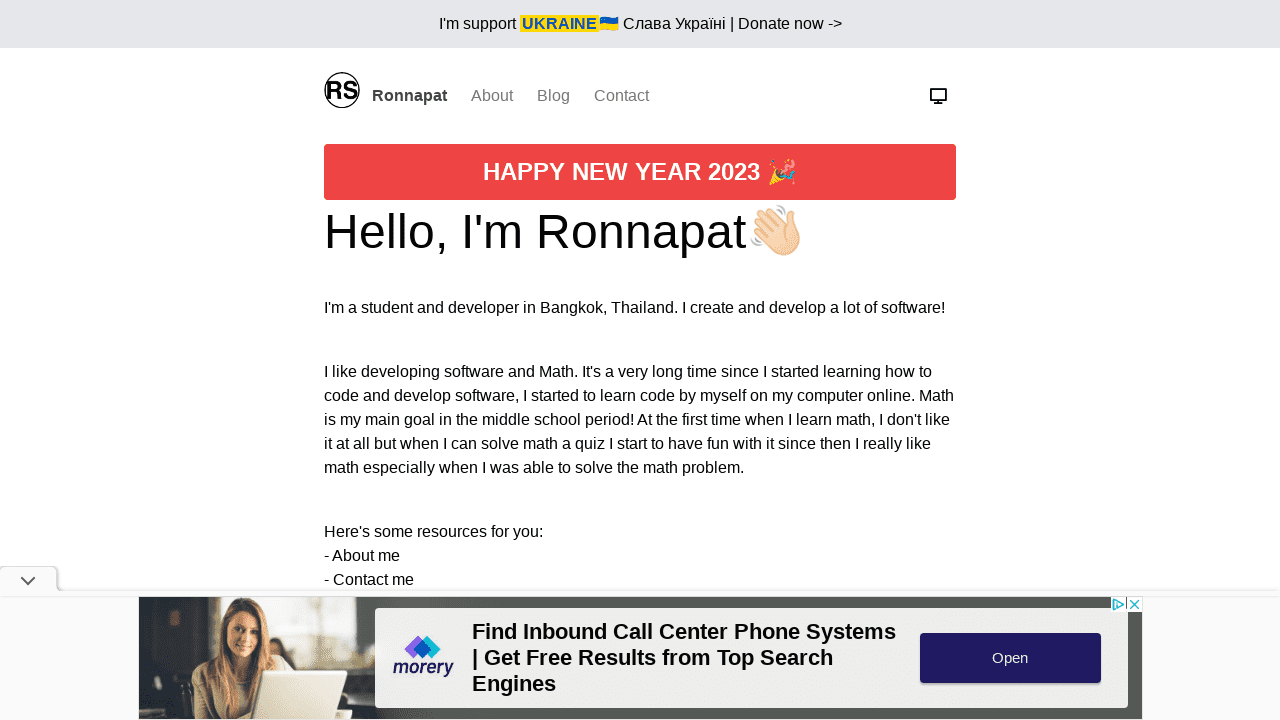 I'm support UKRAINE🇺🇦 Слава Україні | Donate now ->
RS Ronnapat About Blog Contact
HAPPY NEW YEAR 2023 🎉
Hello, I'm Ronnapat👋🏻
I'm a student and developer in Bangkok, Thailand. I create and develop a lot of software!
I like developing software and Math. It's a very long time since I started learning how to
code and develop software, I started to learn code by myself on my computer online. Math
is my main goal in the middle school period! At the first time when I learn math, I don't like
it at all but when I can solve math a quiz I start to have fun with it since then I really like
math especially when I was able to solve the math problem.
Here's some resources for you:
- About me
- Contact me
morery
Find Inbound Call Center Phone Systems
| Get Free Results from Top Search
Engines
Open